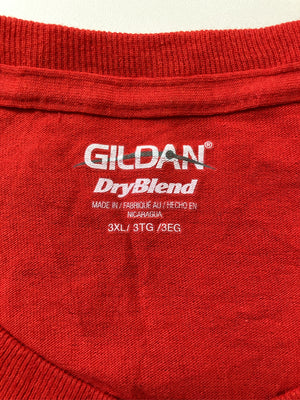 GILDAN®
DryBlend
MADE IN / FABRIQUÉ AU / HECHO EN
NICARAGUA
3XL / 3TG / 3EG